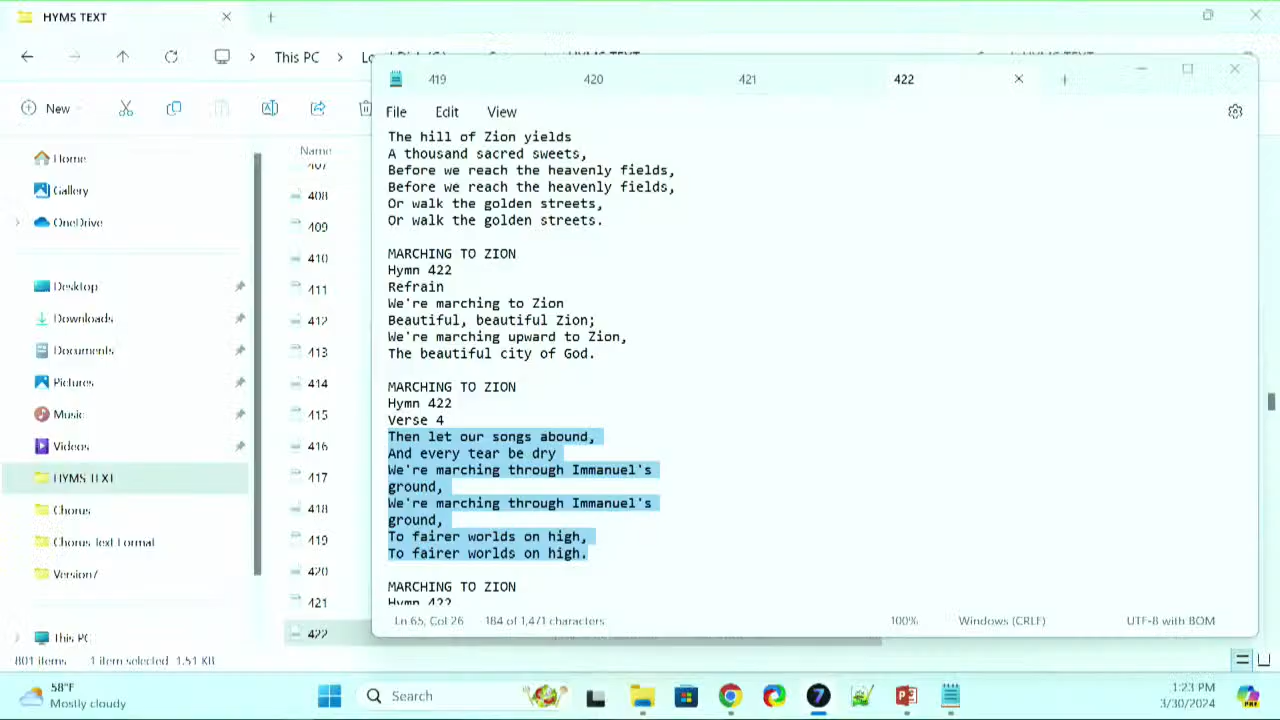 HYMS TEXT
This PC
HYMS TEXT
419
420
421
422
New
File
Edit
View
Home
Gallery
OneDrive
Desktop
Downloads
Documents
Pictures
Music
Videos
HYMS TEXT
Chorus
Chorus Text Format
Version7
This PC
Name
407
408
409
410
411
412
413
414
415
416
417
418
419
420
421
422
The hill of Zion yields
A thousand sacred sweets,
Before we reach the heavenly fields,
Before we reach the heavenly fields,
Or walk the golden streets,
Or walk the golden streets.
MARCHING TO ZION
Hymn 422
Refrain
We're marching to Zion
Beautiful, beautiful Zion;
We're marching upward to Zion,
The beautiful city of God.
MARCHING TO ZION
Hymn 422
Verse 4
Then let our songs abound,
And every tear be dry
We're marching through Immanuel's
ground,
We're marching through Immanuel's
ground,
To fairer worlds on high,
To fairer worlds on high.
MARCHING TO ZION
Hymn 422
Ln 65, Col 26
184 of 1,471 characters
100%
Windows (CRLF)
UTF-8 with BOM
801 items
1 item selected 1.51 KB
58°F
Mostly cloudy
Search
1:23 PM
3/30/2024